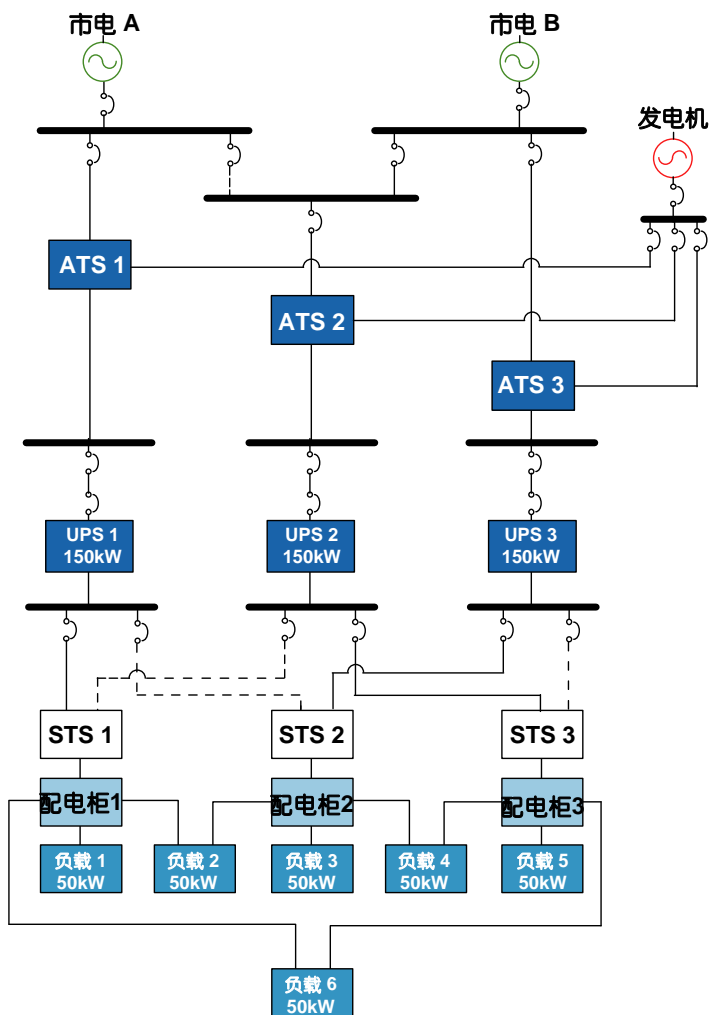 市电 A
市电 B
发电机
ATS 1
ATS 2
ATS 3
UPS 1
150kW
UPS 2
150kW
UPS 3
150kW
STS 1
STS 2
STS 3
配电柜1
配电柜2
配电柜3
负载 1
50kW
负载 2
50kW
负载 3
50kW
负载 4
50kW
负载 5
50kW
负载 6
50kW